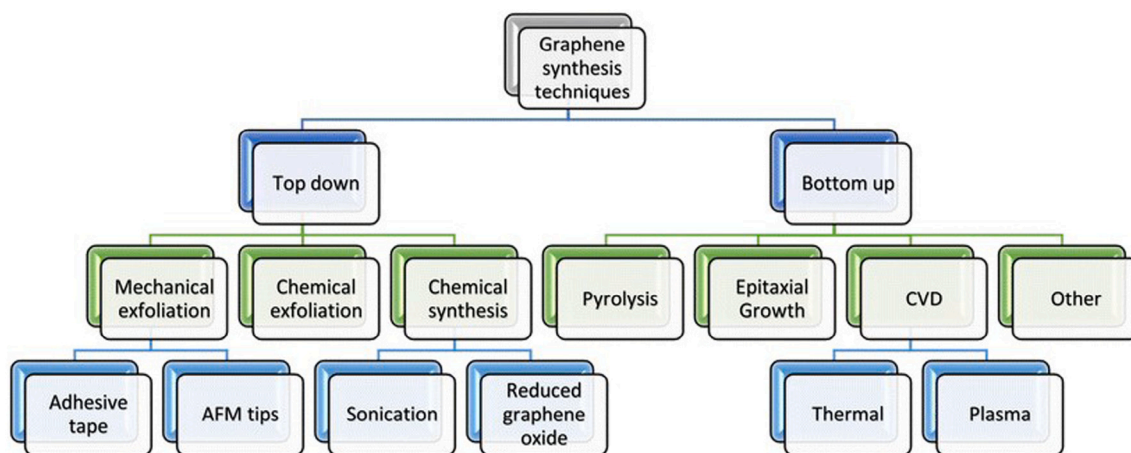 Graphene
synthesis
techniques
Top down
Bottom up
Mechanical
exfoliation
Chemical
exfoliation
Chemical
synthesis
Pyrolysis
Epitaxial
Growth
CVD
Other
Adhesive
tape
AFM tips
Sonication
Reduced
graphene
oxide
Thermal
Plasma